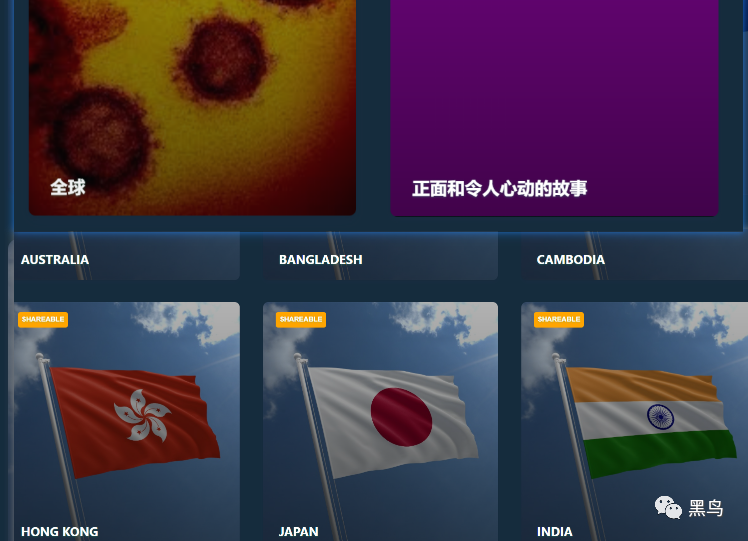 全球
正面和令人心动的故事
AUSTRALIA
BANGLADESH
CAMBODIA
SHAREABLE
SHAREABLE
SHAREABLE
HONG KONG
JAPAN
INDIA
黑鸟